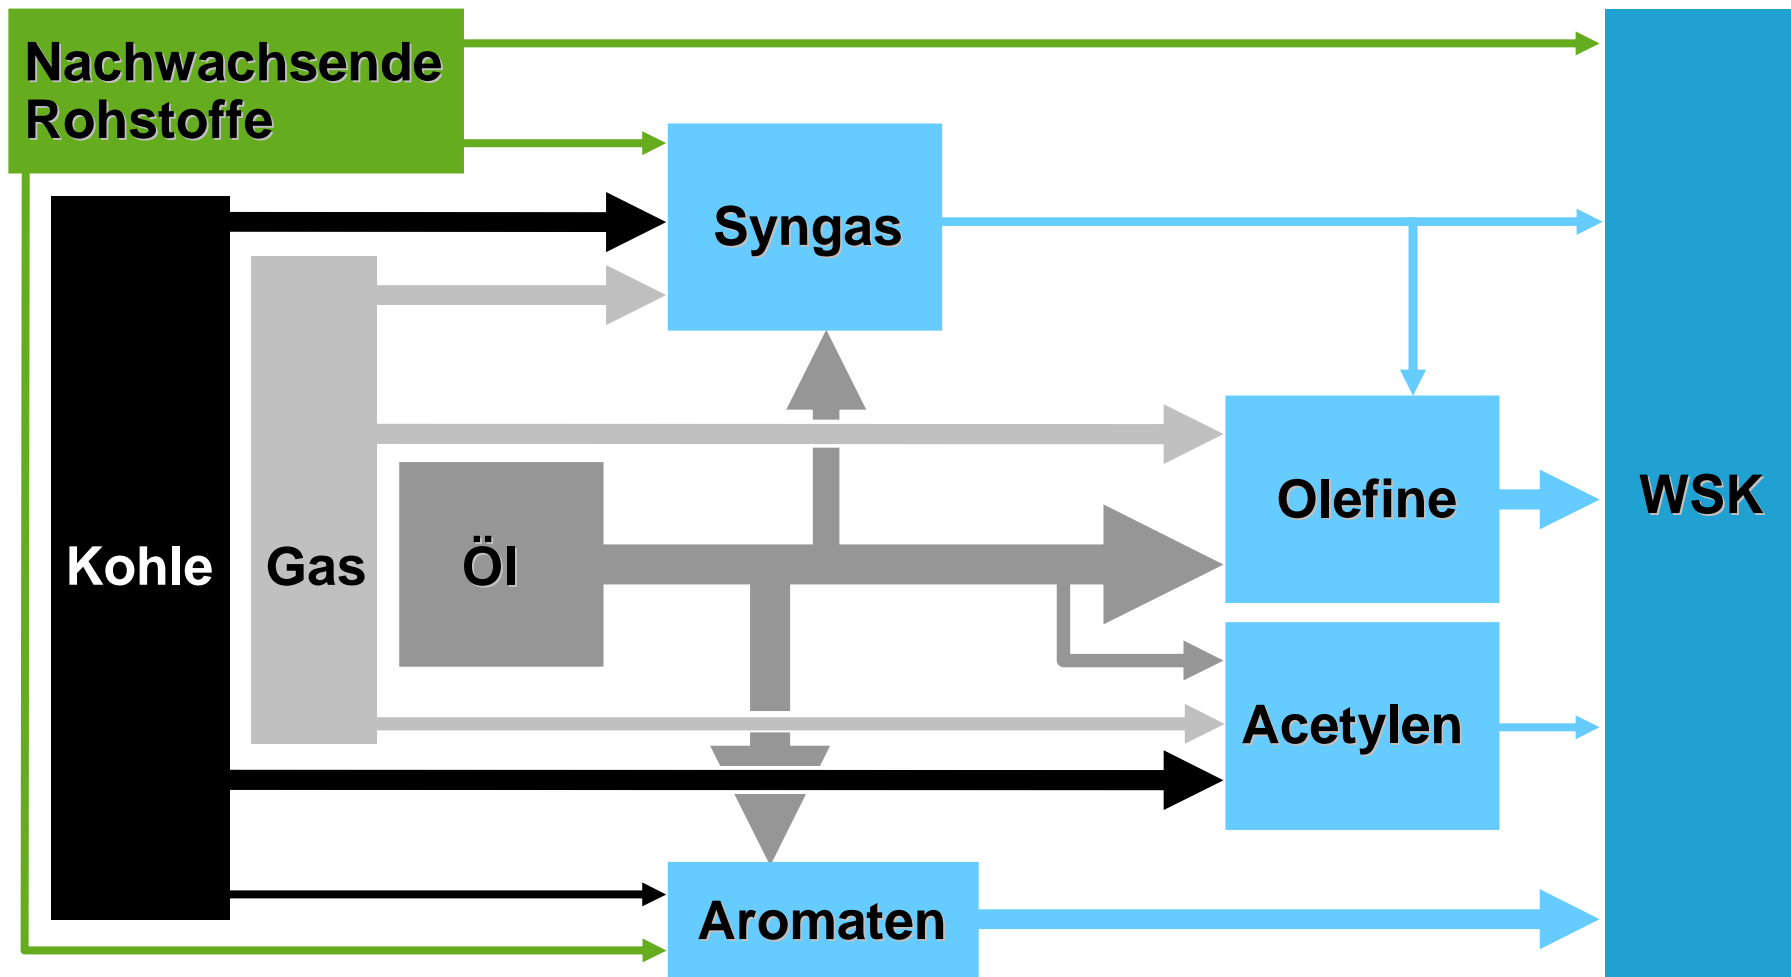 Nachwachsende
Rohstoffe
Syngas
Olefine
WSK
Kohle
Gas
Öl
Acetylen
Aromaten